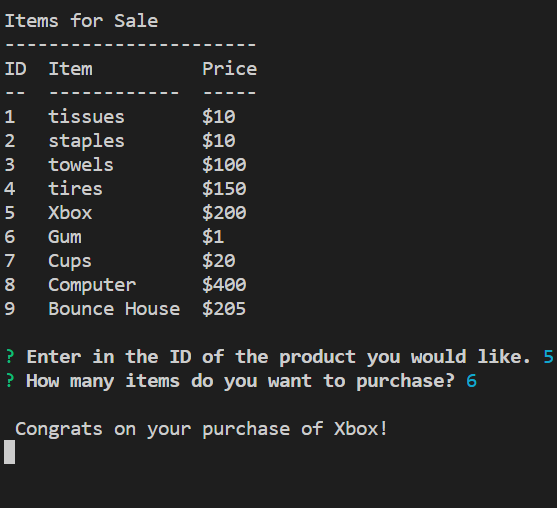 Items for Sale
-----------------------
ID  Item          Price
--  ------------  -----
1   tissues       $10
2   staples       $10
3   towels        $100
4   tires         $150
5   Xbox          $200
6   Gum           $1
7   Cups          $20
8   Computer      $400
9   Bounce House  $205
? Enter in the ID of the product you would like. 5
? How many items do you want to purchase? 6
Congrats on your purchase of Xbox!